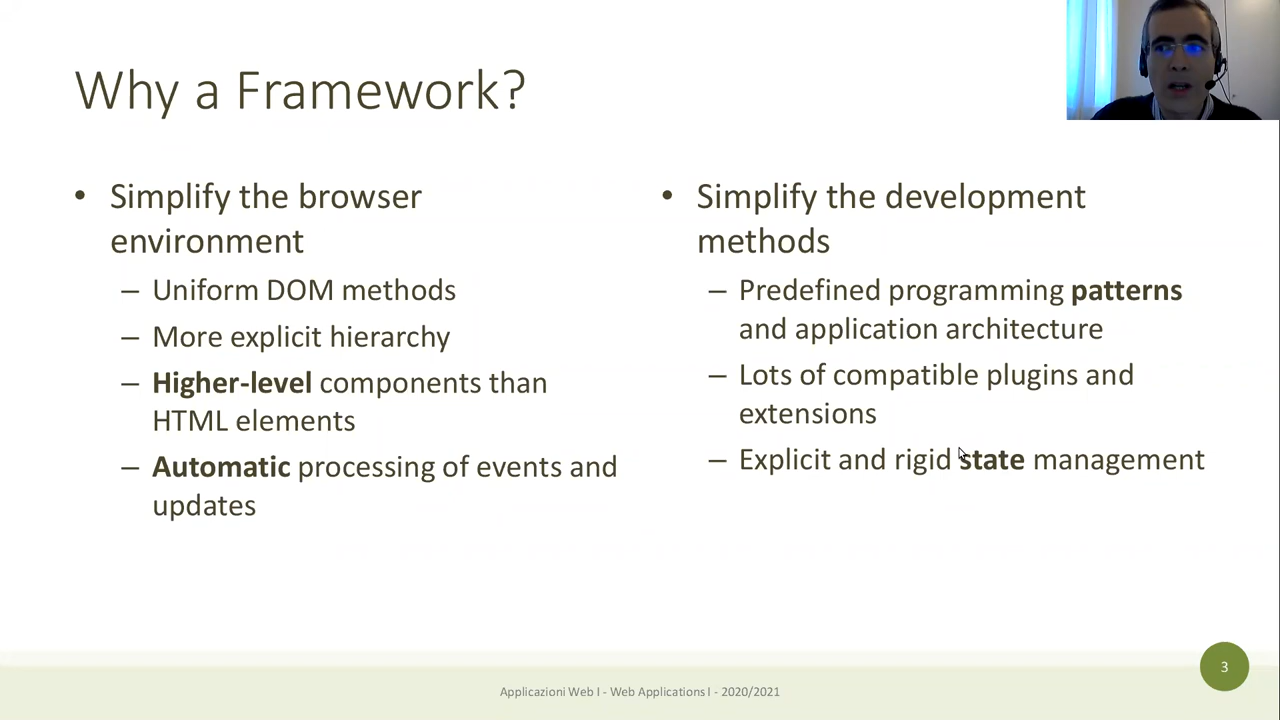 Why a Framework?
• Simplify the browser
environment
– Uniform DOM methods
– More explicit hierarchy
– Higher-level components than
HTML elements
– Automatic processing of events and
updates
• Simplify the development
methods
– Predefined programming patterns
and application architecture
– Lots of compatible plugins and
extensions
– Explicit and rigid state management
Applicazioni Web I - Web Applications I - 2020/2021
3